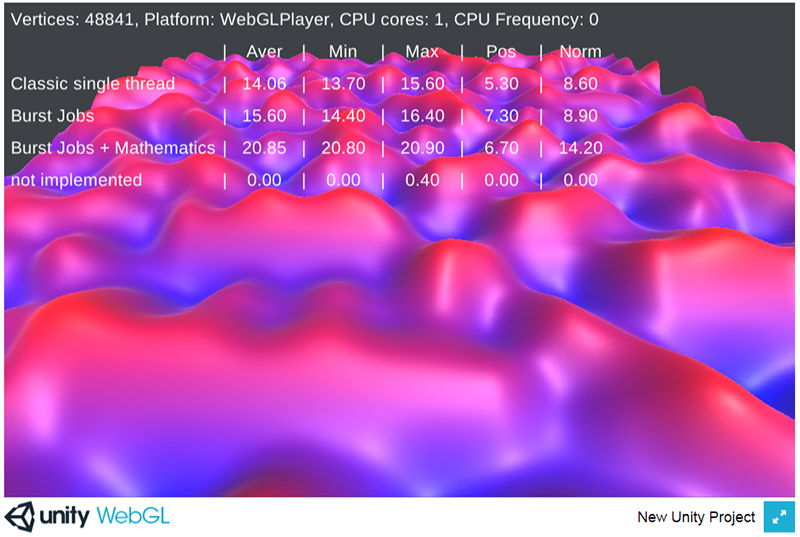 Vertices: 48841, Platform: WebGLPlayer, CPU cores: 1, CPU Frequency: 0
| Aver | Min | Max | Pos | Norm
Classic single thread | 14.06 | 13.70 | 15.60 | 5.30 | 8.60
Burst Jobs | 15.60 | 14.40 | 16.40 | 7.30 | 8.90
Burst Jobs + Mathematics | 20.85 | 20.80 | 20.90 | 6.70 | 14.20
not implemented | 0.00 | 0.00 | 0.40 | 0.00 | 0.00
unity WebGL New Unity Project